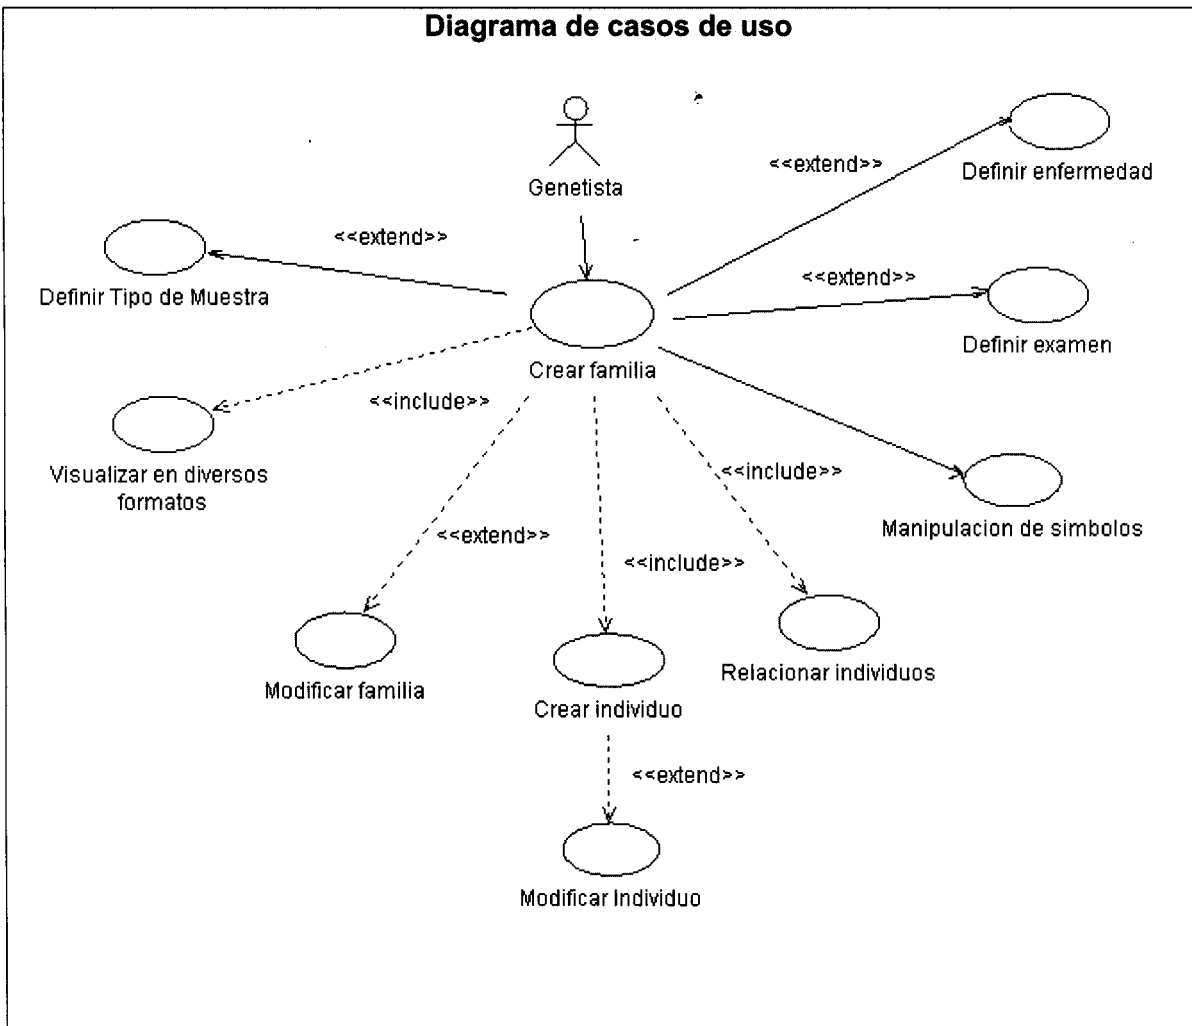 Diagrama de casos de uso
Genetista
<<extend>>
Definir enfermedad
<<extend>>
Definir Tipo de Muestra
<<extend>>
Definir examen
Crear familia
<<include>>
Visualizar en diversos
formatos
<<include>>
Manipulacion de simbolos
<<extend>>
<<include>>
Relacionar individuos
Modificar familia
Crear individuo
<<extend>>
Modificar Individuo